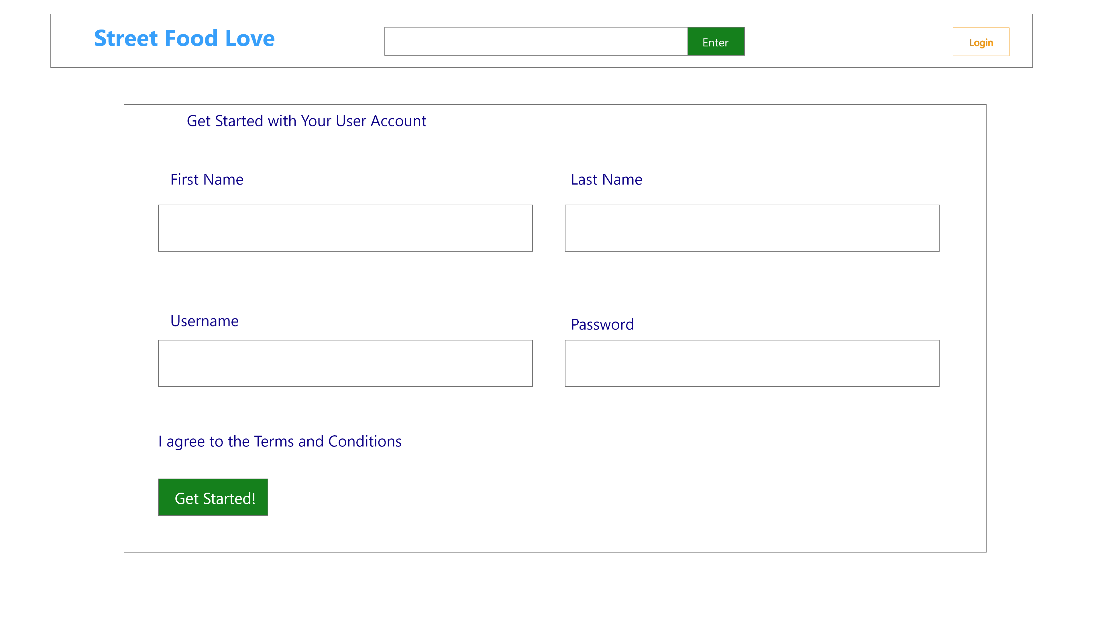 Street Food Love
Enter
Login
Get Started with Your User Account
First Name
Last Name
Username
Password
I agree to the Terms and Conditions
Get Started!